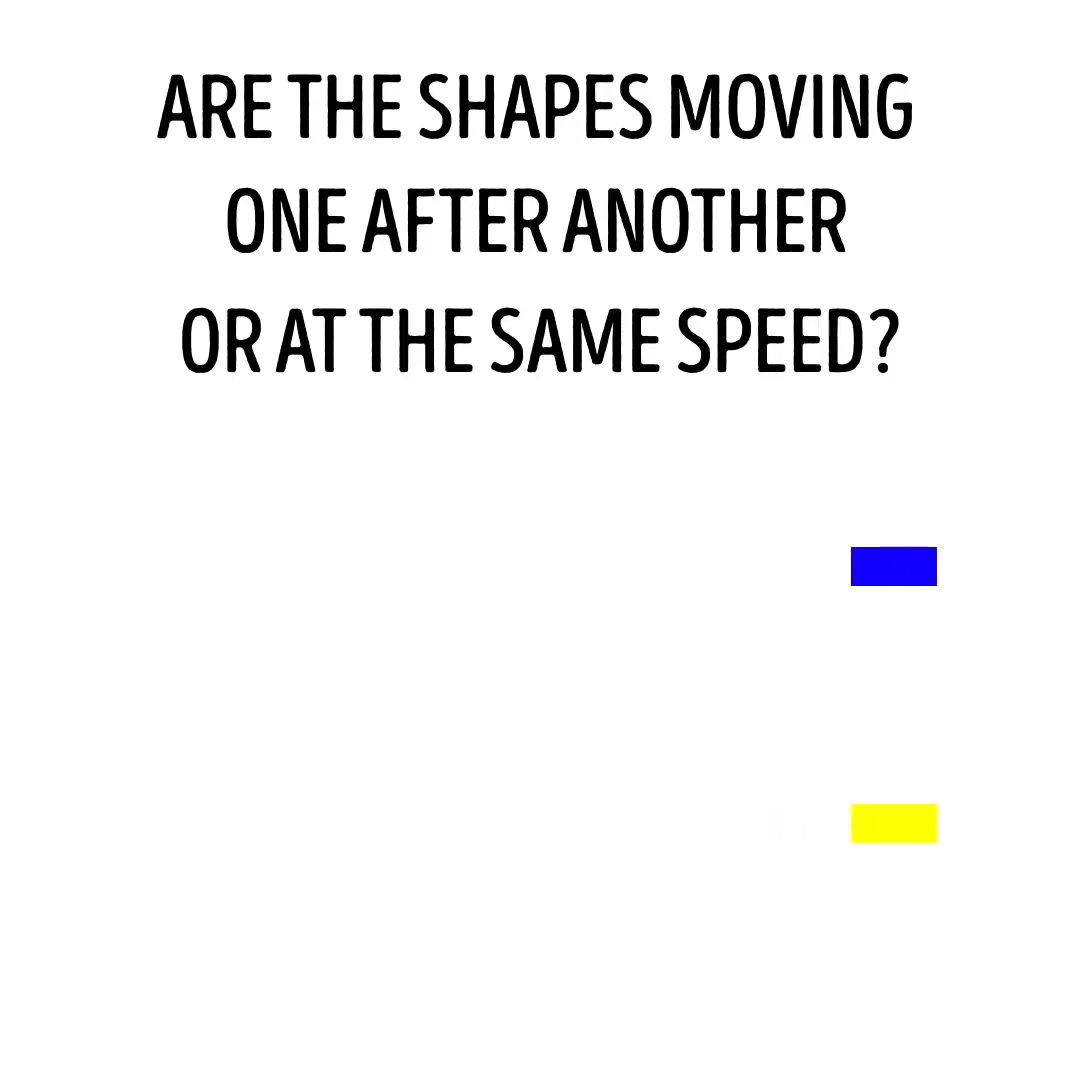 ARE THE SHAPES MOVING
ONE AFTER ANOTHER
OR AT THE SAME SPEED?